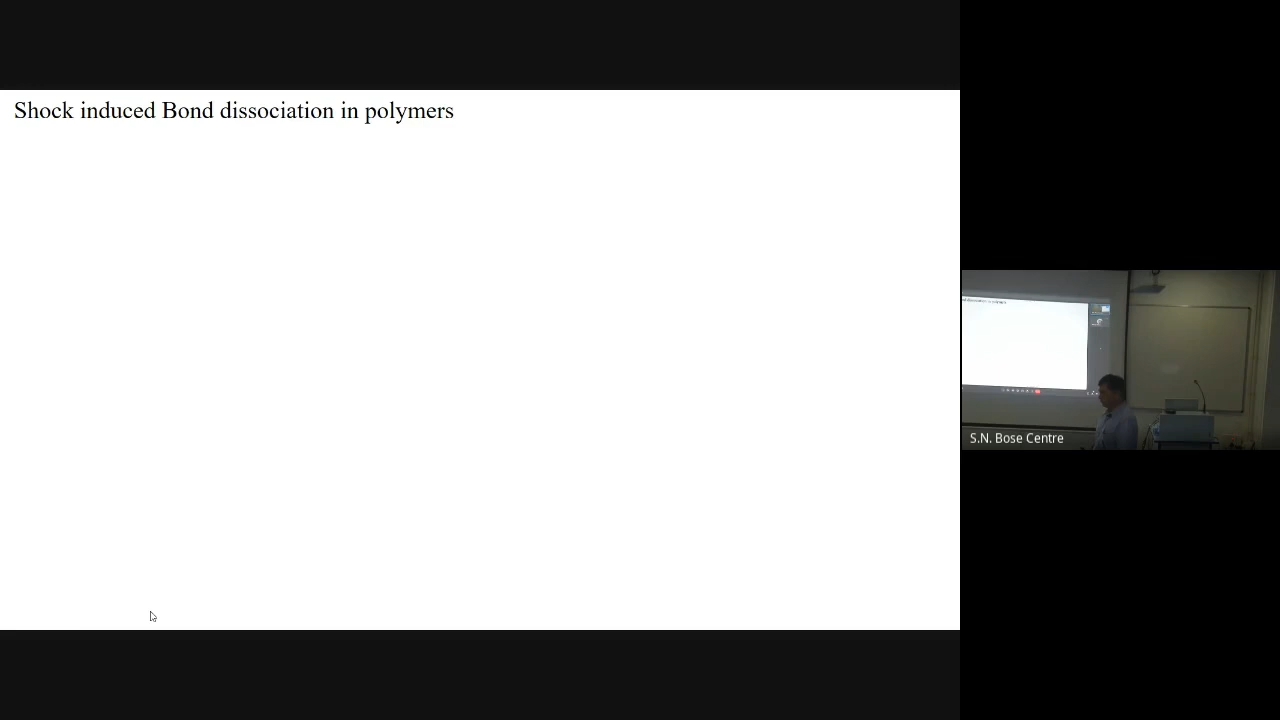 Shock induced Bond dissociation in polymers
S.N. Bose Centre